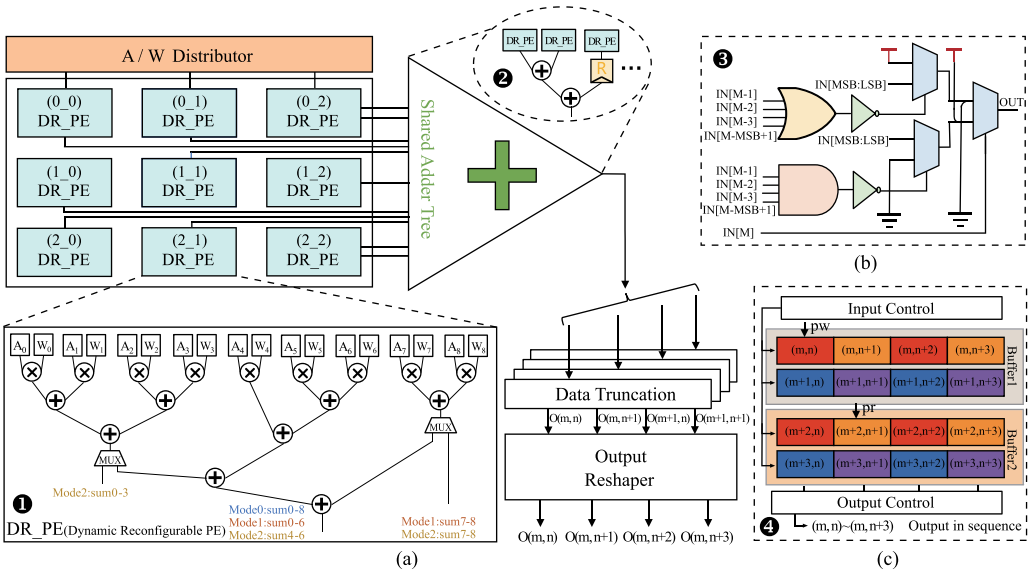 A / W Distributor
(0_0) DR_PE
(0_1) DR_PE
(0_2) DR_PE
(1_0) DR_PE
(1_1) DR_PE
(1_2) DR_PE
(2_0) DR_PE
(2_1) DR_PE
(2_2) DR_PE
Shared Adder Tree
❷
DR_PE DR_PE DR_PE
R ...
A0 W0 A1 W1 A2 W2 A3 W3 A4 W4 A5 W5 A6 W6 A7 W7 A8 W8
MUX
MUX
Mode2:sum0-3
Mode0:sum0-8
Mode1:sum0-6
Mode2:sum4-6
Mode1:sum7-8
Mode2:sum7-8
❶
DR_PE(Dynamic Reconfigurable PE)
Data Truncation
O(m,n) O(m,n+1) O(m+1,n) O(m+1,n+1)
Output
Reshaper
O(m,n) O(m,n+1) O(m,n+2) O(m,n+3)
(a)
❸
IN[MSB:LSB]
IN[M-1]
IN[M-2]
IN[M-3]
IN[M-MSB+1]
IN[MSB:LSB]
IN[M-1]
IN[M-2]
IN[M-3]
IN[M-MSB+1]
IN[M]
OUT
(b)
Input Control
pw
(m,n) (m,n+1) (m,n+2) (m,n+3)
(m+1,n) (m+1,n+1) (m+1,n+2) (m+1,n+3)
Buffer1
pr
(m+2,n) (m+2,n+1) (m+2,n+2) (m+2,n+3)
(m+3,n) (m+3,n+1) (m+3,n+2) (m+3,n+3)
Buffer2
Output Control
❹
(m,n)~(m,n+3) Output in sequence
(c)